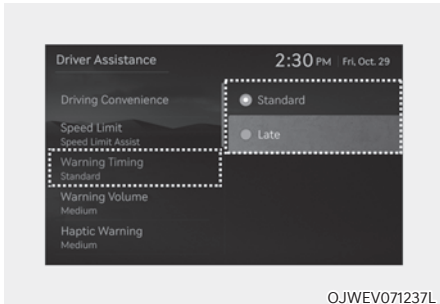 Driver Assistance
2:30 PM Fri, Oct. 29
Driving Convenience
Speed Limit
Speed Limit Assist
Warning Timing
Standard
Warning Volume
Medium
Haptic Warning
Medium
Standard
Late
OJWEV071237L